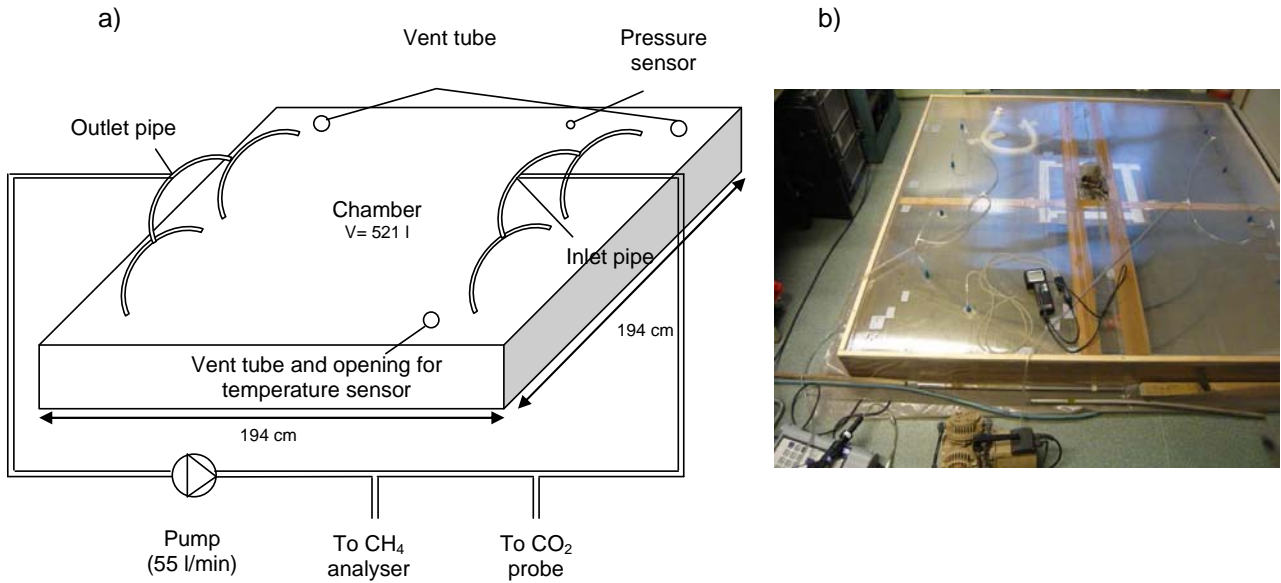 a)
Vent tube
Pressure
sensor
b)
Outlet pipe
Chamber
V= 521 l
Inlet pipe
194 cm
Vent tube and opening for
temperature sensor
194 cm
Pump
(55 l/min)
To CH₄
analyser
To CO₂
probe